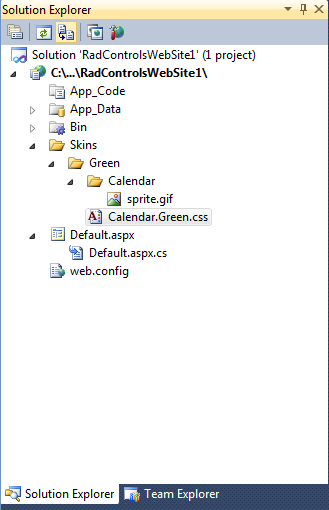 Solution Explorer
Solution 'RadControlsWebSite1' (1 project)
C:\...\RadControlsWebSite1\
App_Code
App_Data
Bin
Skins
Green
Calendar
sprite.gif
Calendar.Green.css
Default.aspx
Default.aspx.cs
web.config
Solution Explorer Team Explorer